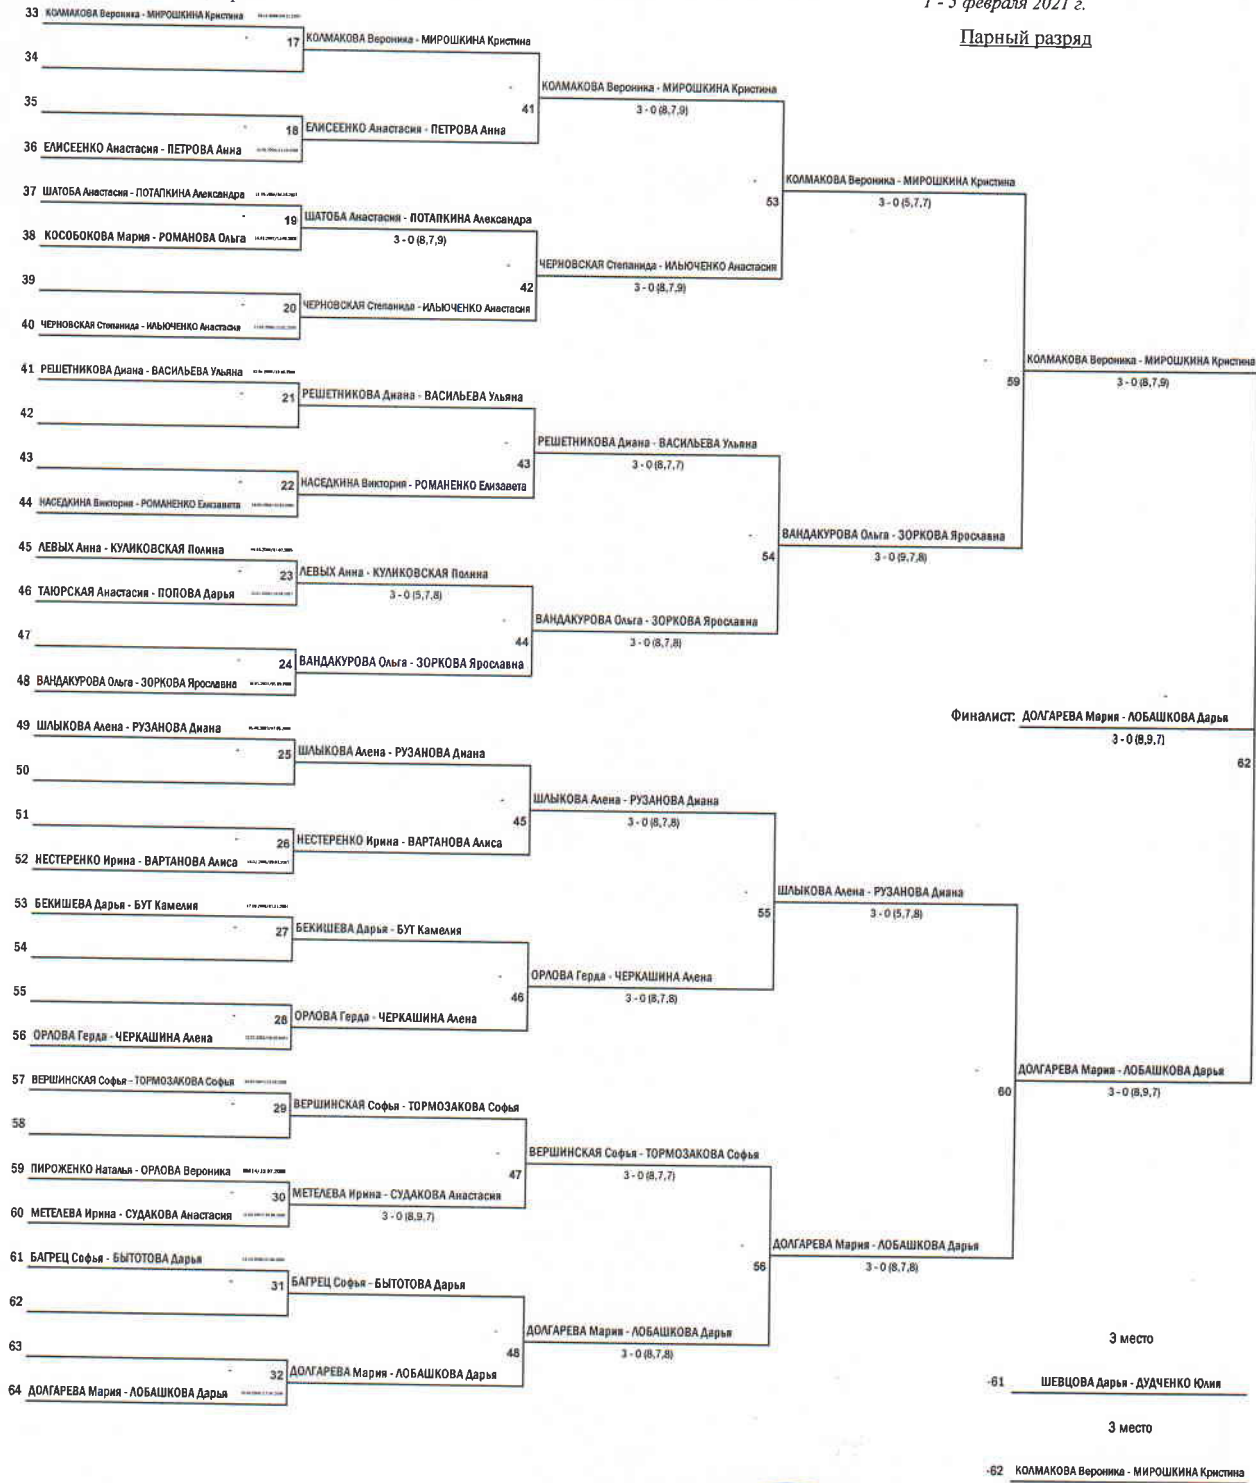 1 - 5 февраля 2021 г.
Парный разряд
33 КОЛМАКОВА Вероника - МИРОШКИНА Кристина
17 КОЛМАКОВА Вероника - МИРОШКИНА Кристина
34
КОЛМАКОВА Вероника - МИРОШКИНА Кристина
41 3 - 0 (8,7,9)
35
18 ЕЛИСЕЕНКО Анастасия - ПЕТРОВА Анна
36 ЕЛИСЕЕНКО Анастасия - ПЕТРОВА Анна
КОЛМАКОВА Вероника - МИРОШКИНА Кристина
53 3 - 0 (5,7,7)
37 ШАТОБА Анастасия - ПОТАПКИНА Александра
19 ШАТОБА Анастасия - ПОТАПКИНА Александра
3 - 0 (8,7,9)
38 КОСОБОКОВА Мария - РОМАНОВА Ольга
ЧЕРНОВСКАЯ Степанида - ИЛЬЮЧЕНКО Анастасия
42 3 - 0 (8,7,9)
39
20 ЧЕРНОВСКАЯ Степанида - ИЛЬЮЧЕНКО Анастасия
40 ЧЕРНОВСКАЯ Степанида - ИЛЬЮЧЕНКО Анастасия
КОЛМАКОВА Вероника - МИРОШКИНА Кристина
59 3 - 0 (8,7,9)
41 РЕШЕТНИКОВА Диана - ВАСИЛЬЕВА Ульяна
21 РЕШЕТНИКОВА Диана - ВАСИЛЬЕВА Ульяна
42
РЕШЕТНИКОВА Диана - ВАСИЛЬЕВА Ульяна
43 3 - 0 (8,7,7)
43
22 НАСЕДКИНА Виктория - РОМАНЕНКО Елизавета
44 НАСЕДКИНА Виктория - РОМАНЕНКО Елизавета
ВАНДАКУРОВА Ольга - ЗОРКОВА Ярославна
54 3 - 0 (9,7,8)
45 ЛЕВЫХ Анна - КУЛИКОВСКАЯ Полина
23 ЛЕВЫХ Анна - КУЛИКОВСКАЯ Полина
3 - 0 (5,7,8)
46 ТАЮРСКАЯ Анастасия - ПОПОВА Дарья
ВАНДАКУРОВА Ольга - ЗОРКОВА Ярославна
44 3 - 0 (8,7,8)
47
24 ВАНДАКУРОВА Ольга - ЗОРКОВА Ярославна
48 ВАНДАКУРОВА Ольга - ЗОРКОВА Ярославна
Финалист: ДОЛГАРЕВА Мария - ЛОБАШКОВА Дарья
3 - 0 (8,9,7)
62
49 ШЛЫКОВА Алена - РУЗАНОВА Диана
25 ШЛЫКОВА Алена - РУЗАНОВА Диана
50
ШЛЫКОВА Алена - РУЗАНОВА Диана
45 3 - 0 (8,7,8)
51
26 НЕСТЕРЕНКО Ирина - ВАРТАНОВА Алиса
52 НЕСТЕРЕНКО Ирина - ВАРТАНОВА Алиса
ШЛЫКОВА Алена - РУЗАНОВА Диана
55 3 - 0 (5,7,8)
53 БЕКИШЕВА Дарья - БУТ Камелия
27 БЕКИШЕВА Дарья - БУТ Камелия
54
ОРЛОВА Герда - ЧЕРКАШИНА Алена
46 3 - 0 (8,7,8)
55
28 ОРЛОВА Герда - ЧЕРКАШИНА Алена
56 ОРЛОВА Герда - ЧЕРКАШИНА Алена
ДОЛГАРЕВА Мария - ЛОБАШКОВА Дарья
60 3 - 0 (8,9,7)
57 ВЕРШИНСКАЯ Софья - ТОРМОЗАКОВА Софья
29 ВЕРШИНСКАЯ Софья - ТОРМОЗАКОВА Софья
58
ВЕРШИНСКАЯ Софья - ТОРМОЗАКОВА Софья
47 3 - 0 (8,7,7)
59 ПИРОЖЕНКО Наталья - ОРЛОВА Вероника
30 МЕТЕЛЕВА Ирина - СУДАКОВА Анастасия
3 - 0 (8,9,7)
60 МЕТЕЛЕВА Ирина - СУДАКОВА Анастасия
ДОЛГАРЕВА Мария - ЛОБАШКОВА Дарья
56 3 - 0 (8,7,8)
61 БАГРЕЦ Софья - БЫТОТОВА Дарья
31 БАГРЕЦ Софья - БЫТОТОВА Дарья
62
ДОЛГАРЕВА Мария - ЛОБАШКОВА Дарья
48 3 - 0 (8,7,8)
63
32 ДОЛГАРЕВА Мария - ЛОБАШКОВА Дарья
64 ДОЛГАРЕВА Мария - ЛОБАШКОВА Дарья
3 место
-61 ШЕВЦОВА Дарья - ДУДЧЕНКО Юлия
3 место
-62 КОЛМАКОВА Вероника - МИРОШКИНА Кристина